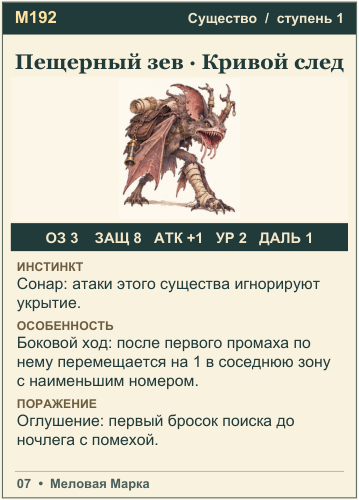 M192
Существо / ступень 1
Пещерный зев · Кривой след
ОЗ 3 ЗАЩ 8 АТК +1 УР 2 ДАЛЬ 1
ИНСТИНКТ
Сонар: атаки этого существа игнорируют
укрытие.
ОСОБЕННОСТЬ
Боковой ход: после первого промаха по
нему перемещается на 1 в соседнюю зону
с наименьшим номером.
ПОРАЖЕНИЕ
Оглушение: первый бросок поиска до
ночлега с помехой.
07 • Меловая Марка